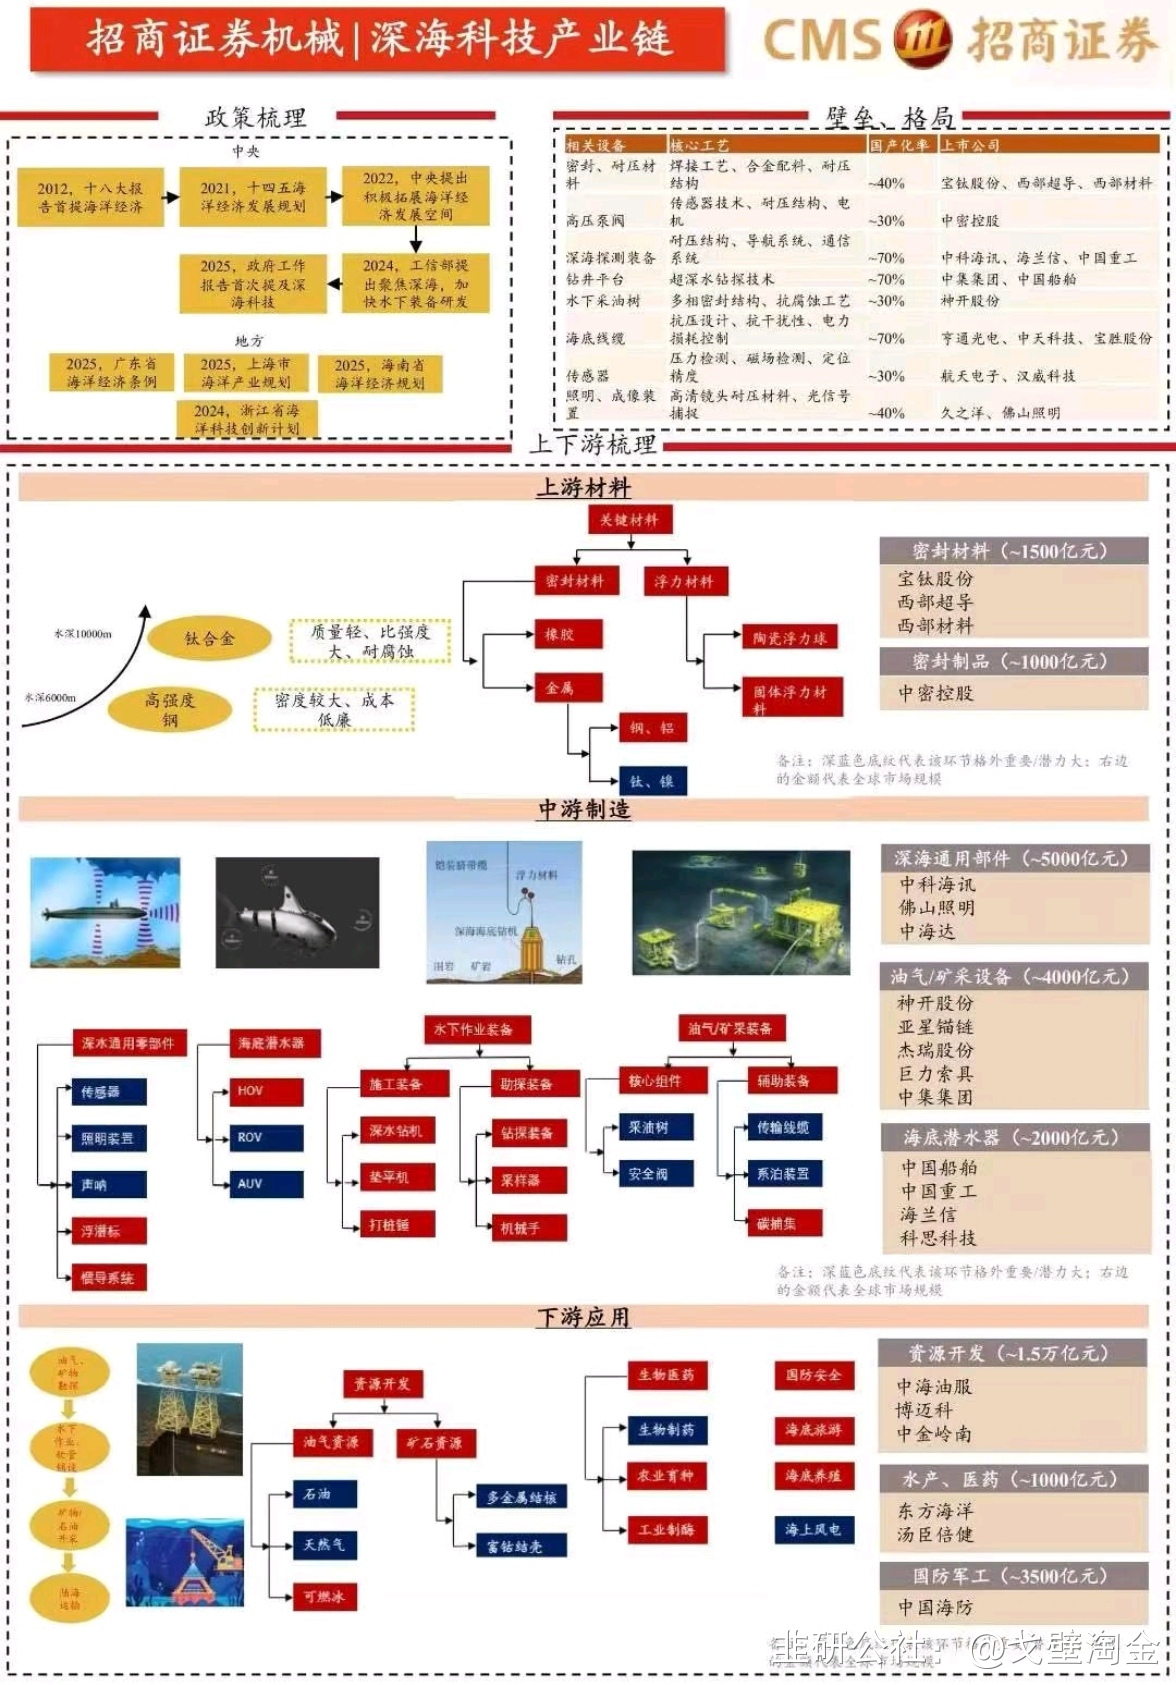 招商证券机械|深海科技产业链
CMS 招商证券
政策梳理
中央
2012，十八大报
告首提海洋经济
2021，十四五海
洋经济发展规划
2022，中央提出
积极拓展海洋经
济发展空间
2025，政府工作
报告首次提及深
海科技
2024，工信部提
出聚焦深海，加
快水下装备研发
地方
2025，广东省
海洋经济条例
2025，上海市
海洋产业规划
2025，海南省
海洋经济规划
2024，浙江省海
洋科技创新计划
壁垒、格局
相关设备 核心工艺 国产化率 上市公司
密封、耐压材
料
焊接工艺、合金配料、耐压
结构
~40% 宝钛股份、西部超导、西部材料
高压泵阀
传感器技术、耐压结构、电
机
~30% 中密控股
深海探测装备
耐压结构、导航系统、通信
系统
~70% 中科海讯、海兰信、中国重工
钻井平台 超深水钻探技术 ~70% 中集集团、中国船舶
水下采油树 多相密封结构、抗腐蚀工艺 ~30% 神开股份
海底线缆
抗压设计、抗干扰性、电力
损耗控制
~70% 亨通光电、中天科技、宝胜股份
传感器
压力检测、磁场检测、定位
精度
~30% 航天电子、汉威科技
照明、成像装
置
高清镜头耐压材料、光信号
捕捉
~40% 久之洋、佛山照明
上下游梳理
上游材料
水深10000m
水深6000m
钛合金
质量轻、比强度
大、耐腐蚀
高强度
钢
密度较大、成本
低廉
关键材料
密封材料
浮力材料
橡胶
金属
钢、铝
钛、镍
陶瓷浮力球
固体浮力材
料
密封材料（~1500亿元）
宝钛股份
西部超导
西部材料
密封制品（~1000亿元）
中密控股
备注：深蓝色底纹代表该环节格外重要/潜力大；右边
的金额代表全球市场规模
中游制造
铠装脐带缆
浮力材料
深海海底钻机
围岩
矿岩
钻孔
深水通用零部件
传感器
照明装置
声呐
浮潜标
惯导系统
海底潜水器
HOV
ROV
AUV
水下作业装备
施工装备
深水钻机
垫平机
打桩锤
勘探装备
钻探装备
采样器
机械手
油气/矿采装备
核心组件
采油树
安全阀
辅助装备
传输线缆
系泊装置
碳捕集
深海通用部件（~5000亿元）
中科海讯
佛山照明
中海达
油气/矿采设备（~4000亿元）
神开股份
亚星锚链
杰瑞股份
巨力索具
中集集团
海底潜水器（~2000亿元）
中国船舶
中国重工
海兰信
科思科技
备注：深蓝色底纹代表该环节格外重要/潜力大；右边
的金额代表全球市场规模
下游应用
油气、
矿物
勘探
水下
作业、
软管
铺设
矿物/
石油
开采
浅海
运输
资源开发
油气资源
石油
天然气
可燃冰
矿石资源
多金属结核
富钴结壳
生物医药
生物制药
农业育种
工业制酶
国防安全
海底旅游
海底养殖
海上风电
资源开发（~1.5万亿元）
中海油服
博迈科
中金岭南
水产、医药（~1000亿元）
东方海洋
汤臣倍健
国防军工（~3500亿元）
中国海防
的金额代表全球市场规模
韭研公社：@戈壁淘金